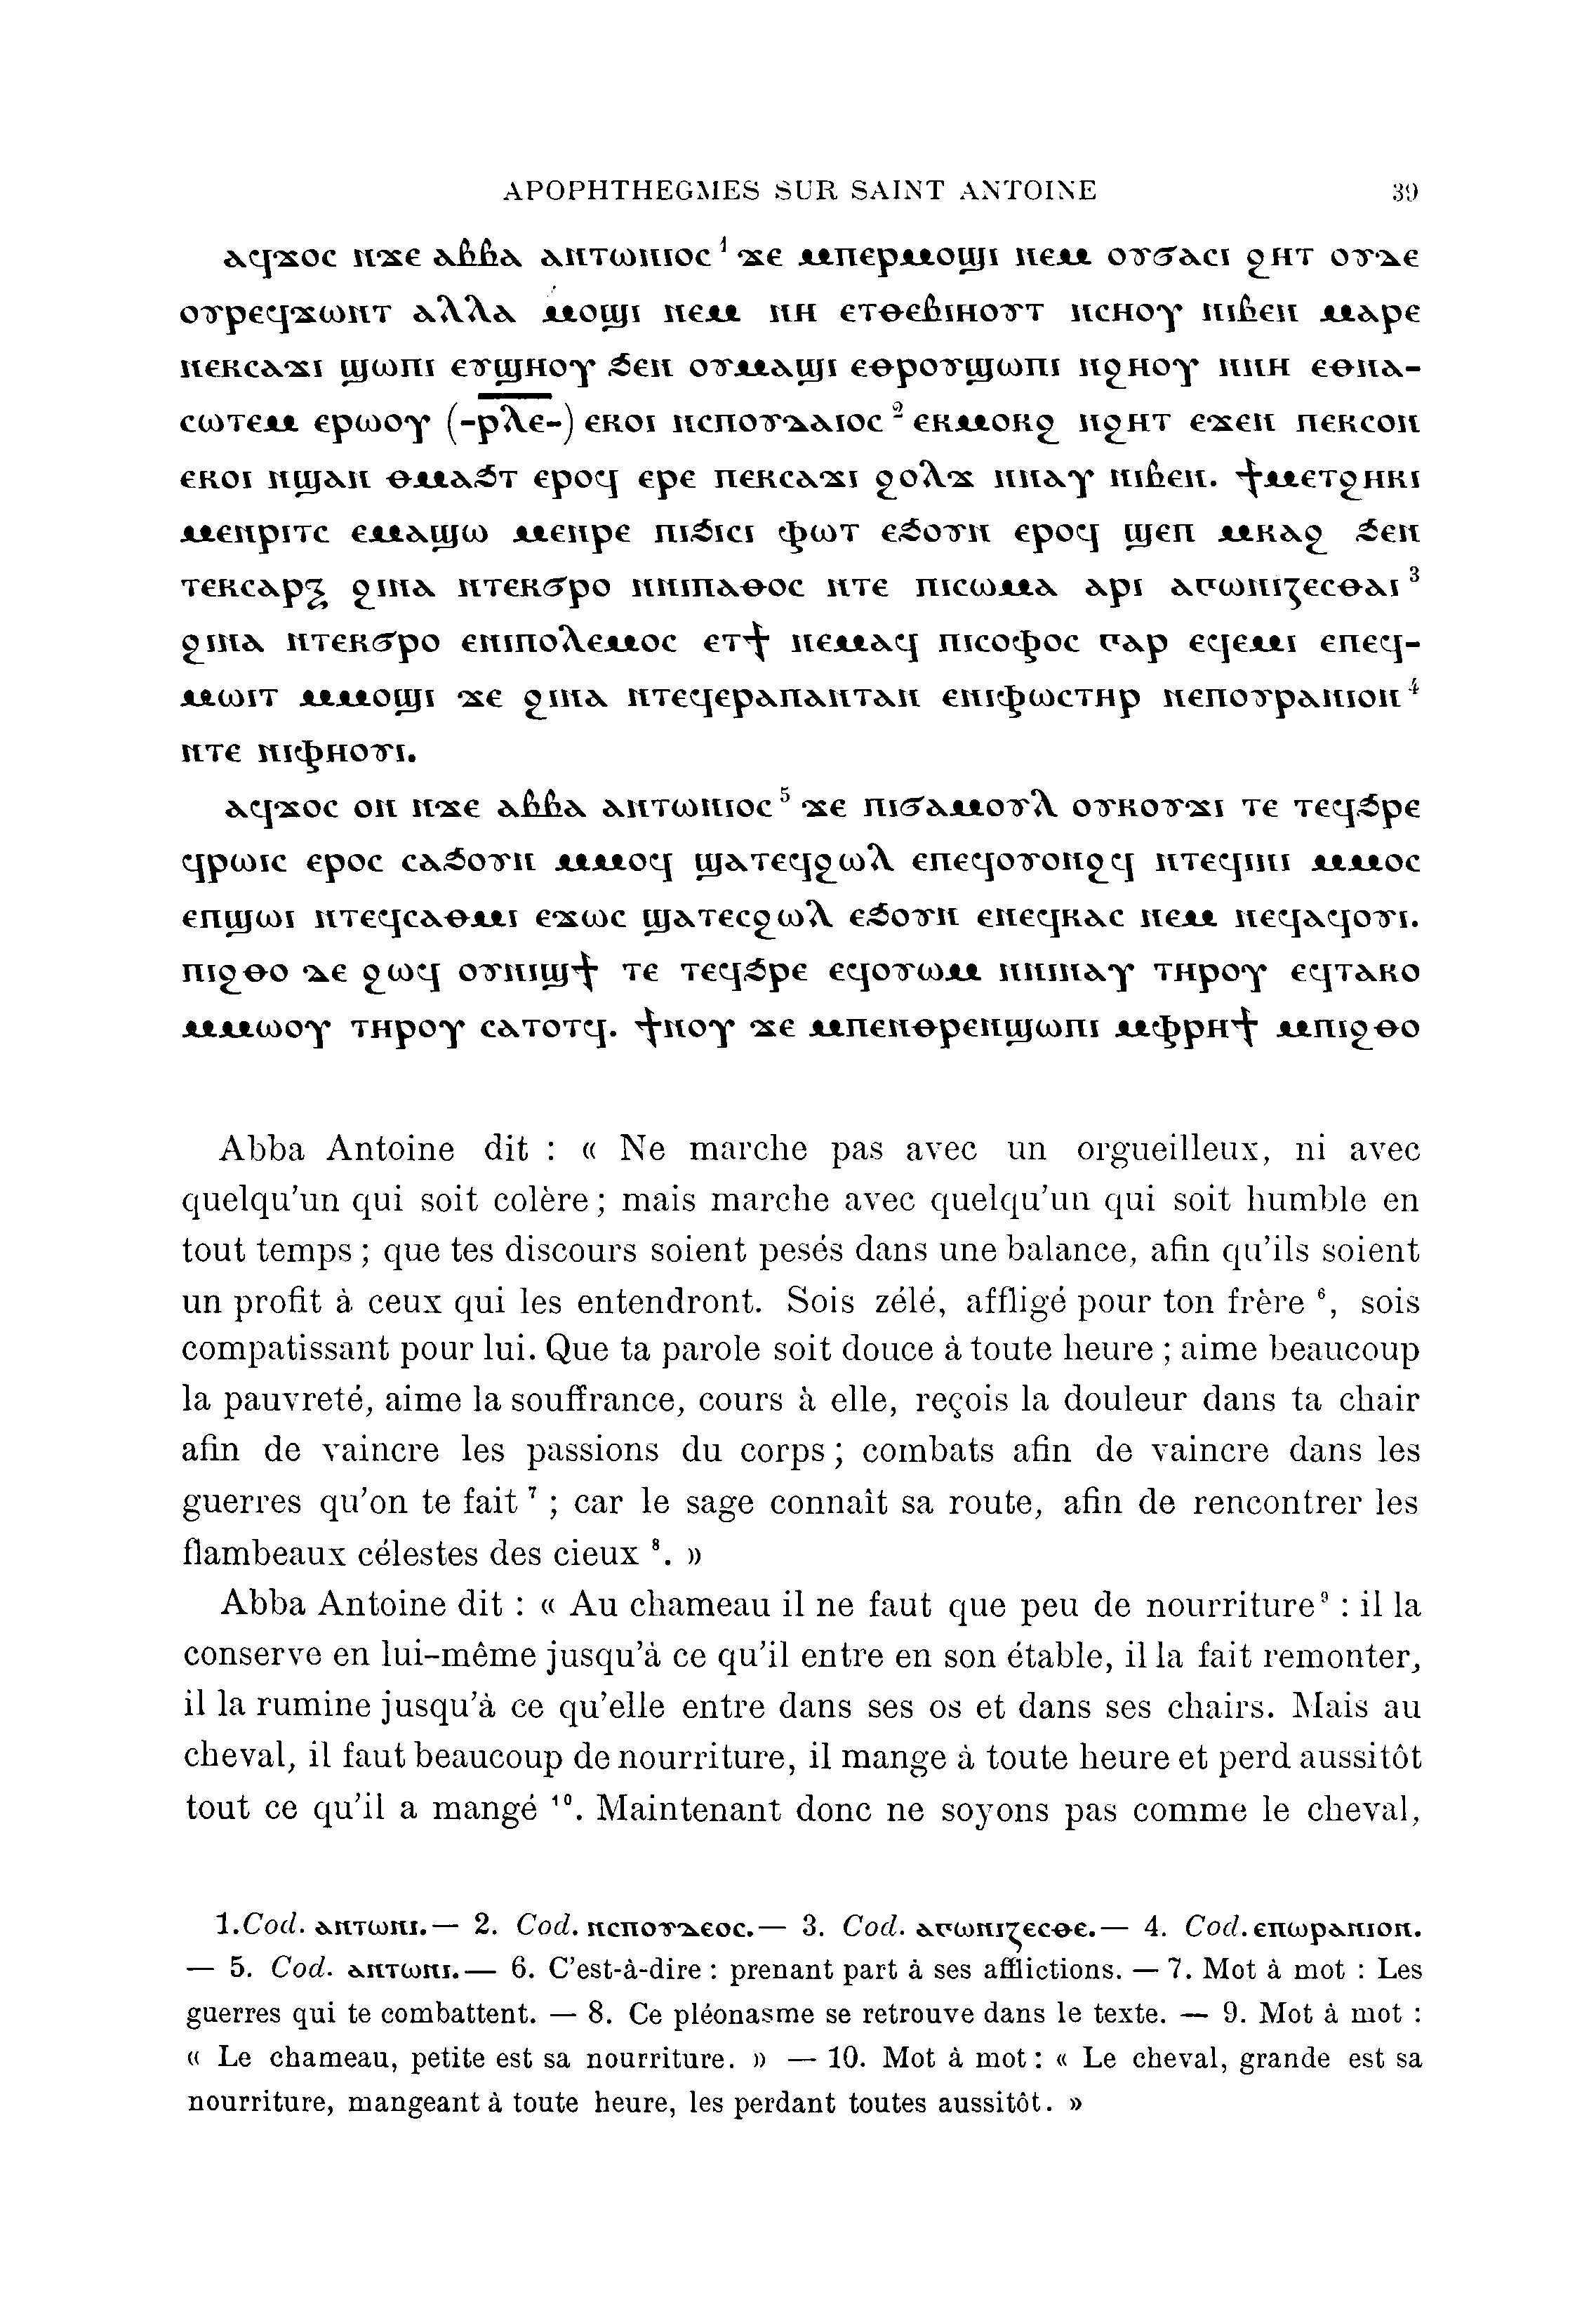 APOPHTHEGMES SUR SAINT ANTOINE 39
ⲁϥϫⲟⲥ ⲛϫⲉ ⲁⲃⲃⲁ ⲁⲛⲧⲱⲛⲓⲟⲥ ¹ ϫⲉ ⲙⲡⲉⲣⲙⲟϣⲓ ⲛⲉⲙ ⲟⲩϭⲁⲥⲓ ϩⲏⲧ ⲟⲩⲇⲉ
ⲟⲩⲣⲉϥϫⲱⲛⲧ ⲁⲗⲗⲁ ⲙⲟϣⲓ ⲛⲉⲙ ⲛⲏ ⲉⲧⲑⲉⲃⲓⲏⲟⲩⲧ ⲛⲥⲏⲟⲩ ⲛⲓⲃⲉⲛ ⲙⲁⲣⲉ
ⲛⲉⲕⲥⲁϫⲓ ϣⲱⲡⲓ ⲉⲩϣⲏⲟⲩ ϧⲉⲛ ⲟⲩⲙⲁϣⲓ ⲉⲑⲣⲟⲩϣⲱⲡⲓ ⲛϩⲏⲟⲩ ⲛⲛⲏ ⲉⲑⲛⲁ-
ⲥⲱⲧⲉⲙ ⲉⲣⲱⲟⲩ (-ⲣ̅ⲗ̅ⲉ̅-) ⲉⲕⲟⲓ ⲛⲥⲡⲟⲩⲇⲁⲓⲟⲥ ² ⲉⲕⲙⲟⲕϩ ⲛϩⲏⲧ ⲉϫⲉⲛ ⲡⲉⲕⲥⲟⲛ
ⲉⲕⲟⲓ ⲛϣⲁⲛ ⲑⲙⲁϧⲧ ⲉⲣⲟϥ ⲉⲣⲉ ⲡⲉⲕⲥⲁϫⲓ ϩⲟⲗϫ ⲛⲛⲁⲩ ⲛⲓⲃⲉⲛ. ϯⲙⲉⲧϩⲏⲕⲓ
ⲙⲉⲛⲣⲓⲧⲥ ⲉⲙⲁϣⲱ ⲙⲉⲛⲣⲉ ⲡⲓϧⲓⲥⲓ ⲫⲱⲧ ⲉϧⲟⲩⲛ ⲉⲣⲟϥ ϣⲉⲡ ⲙⲕⲁϩ ϧⲉⲛ
ⲧⲉⲕⲥⲁⲣⲝ ϩⲓⲛⲁ ⲛⲧⲉⲕϭⲣⲟ ⲛⲛⲓⲡⲁⲑⲟⲥ ⲛⲧⲉ ⲡⲓⲥⲱⲙⲁ ⲁⲣⲓ ⲁⲅⲱⲛⲓⲍⲉⲥⲑⲁⲓ ³
ϩⲓⲛⲁ ⲛⲧⲉⲕϭⲣⲟ ⲉⲛⲓⲡⲟⲗⲉⲙⲟⲥ ⲉⲧϯ ⲛⲉⲙⲁϥ ⲡⲓⲥⲟⲫⲟⲥ ⲅⲁⲣ ⲉϥⲉⲙⲓ ⲉⲡⲉϥ-
ⲙⲱⲓⲧ ⲙⲙⲟϣⲓ ϫⲉ ϩⲓⲛⲁ ⲛⲧⲉϥⲉⲣⲁⲡⲁⲛⲧⲁⲛ ⲉⲛⲓⲫⲱⲥⲧⲏⲣ ⲛⲉⲡⲟⲩⲣⲁⲛⲓⲟⲛ ⁴
ⲛⲧⲉ ⲛⲓⲫⲏⲟⲩⲓ.
ⲁϥϫⲟⲥ ⲟⲛ ⲛϫⲉ ⲁⲃⲃⲁ ⲁⲛⲧⲱⲛⲓⲟⲥ ⁵ ϫⲉ ⲡⲓϭⲁⲙⲟⲩⲗ ⲟⲩⲕⲟⲩϫⲓ ⲧⲉ ⲧⲉϥϧⲣⲉ
ϥⲣⲱⲓⲥ ⲉⲣⲟⲥ ⲥⲁϧⲟⲩⲛ ⲙⲙⲟϥ ϣⲁⲧⲉϥϩⲱⲗ ⲉⲡⲉϥⲟⲩⲟⲛϩϥ ⲛⲧⲉϥⲓⲛⲓ ⲙⲙⲟⲥ
ⲉⲡϣⲱⲓ ⲛⲧⲉϥⲥⲁⲑⲙⲓ ⲉϫⲱⲥ ϣⲁⲧⲉⲥϩⲱⲗ ⲉϧⲟⲩⲛ ⲉⲛⲉϥⲕⲁⲥ ⲛⲉⲙ ⲛⲉϥⲁϥⲟⲩⲓ.
ⲡⲓϩⲑⲟ ⲇⲉ ϩⲱϥ ⲟⲩⲛⲓϣϯ ⲧⲉ ⲧⲉϥϧⲣⲉ ⲉϥⲟⲩⲱⲙ ⲛⲛⲓⲛⲁⲩ ⲧⲏⲣⲟⲩ ⲉϥⲧⲁⲕⲟ
ⲙⲙⲱⲟⲩ ⲧⲏⲣⲟⲩ ⲥⲁⲧⲟⲧϥ. ϯⲛⲟⲩ ϫⲉ ⲙⲡⲉⲛⲑⲣⲉⲛϣⲱⲡⲓ ⲙⲫⲣⲏϯ ⲙⲡⲓϩⲑⲟ
Abba Antoine dit : « Ne marche pas avec un orgueilleux, ni avec
quelqu'un qui soit colère ; mais marche avec quelqu'un qui soit humble en
tout temps ; que tes discours soient pesés dans une balance, afin qu'ils soient
un profit à ceux qui les entendront. Sois zélé, affligé pour ton frère ⁶, sois
compatissant pour lui. Que ta parole soit douce à toute heure ; aime beaucoup
la pauvreté, aime la souffrance, cours à elle, reçois la douleur dans ta chair
afin de vaincre les passions du corps ; combats afin de vaincre dans les
guerres qu'on te fait ⁷ ; car le sage connaît sa route, afin de rencontrer les
flambeaux célestes des cieux ⁸. »
Abba Antoine dit : « Au chameau il ne faut que peu de nourriture ⁹ : il la
conserve en lui-même jusqu'à ce qu'il entre en son étable, il la fait remonter,
il la rumine jusqu'à ce qu'elle entre dans ses os et dans ses chairs. Mais au
cheval, il faut beaucoup de nourriture, il mange à toute heure et perd aussitôt
tout ce qu'il a mangé ¹⁰. Maintenant donc ne soyons pas comme le cheval,
1. Cod. ⲁⲛⲧⲱⲛⲓ. — 2. Cod. ⲛⲥⲡⲟⲩⲇⲉⲟⲥ. — 3. Cod. ⲁⲅⲱⲛⲓⲍⲉⲥⲑⲉ. — 4. Cod. ⲉⲡⲱⲣⲁⲛⲓⲟⲛ.
— 5. Cod. ⲁⲛⲧⲱⲛⲓ. — 6. C'est-à-dire : prenant part à ses afflictions. — 7. Mot à mot : Les
guerres qui te combattent. — 8. Ce pléonasme se retrouve dans le texte. — 9. Mot à mot :
« Le chameau, petite est sa nourriture. » — 10. Mot à mot : « Le cheval, grande est sa
nourriture, mangeant à toute heure, les perdant toutes aussitôt. »